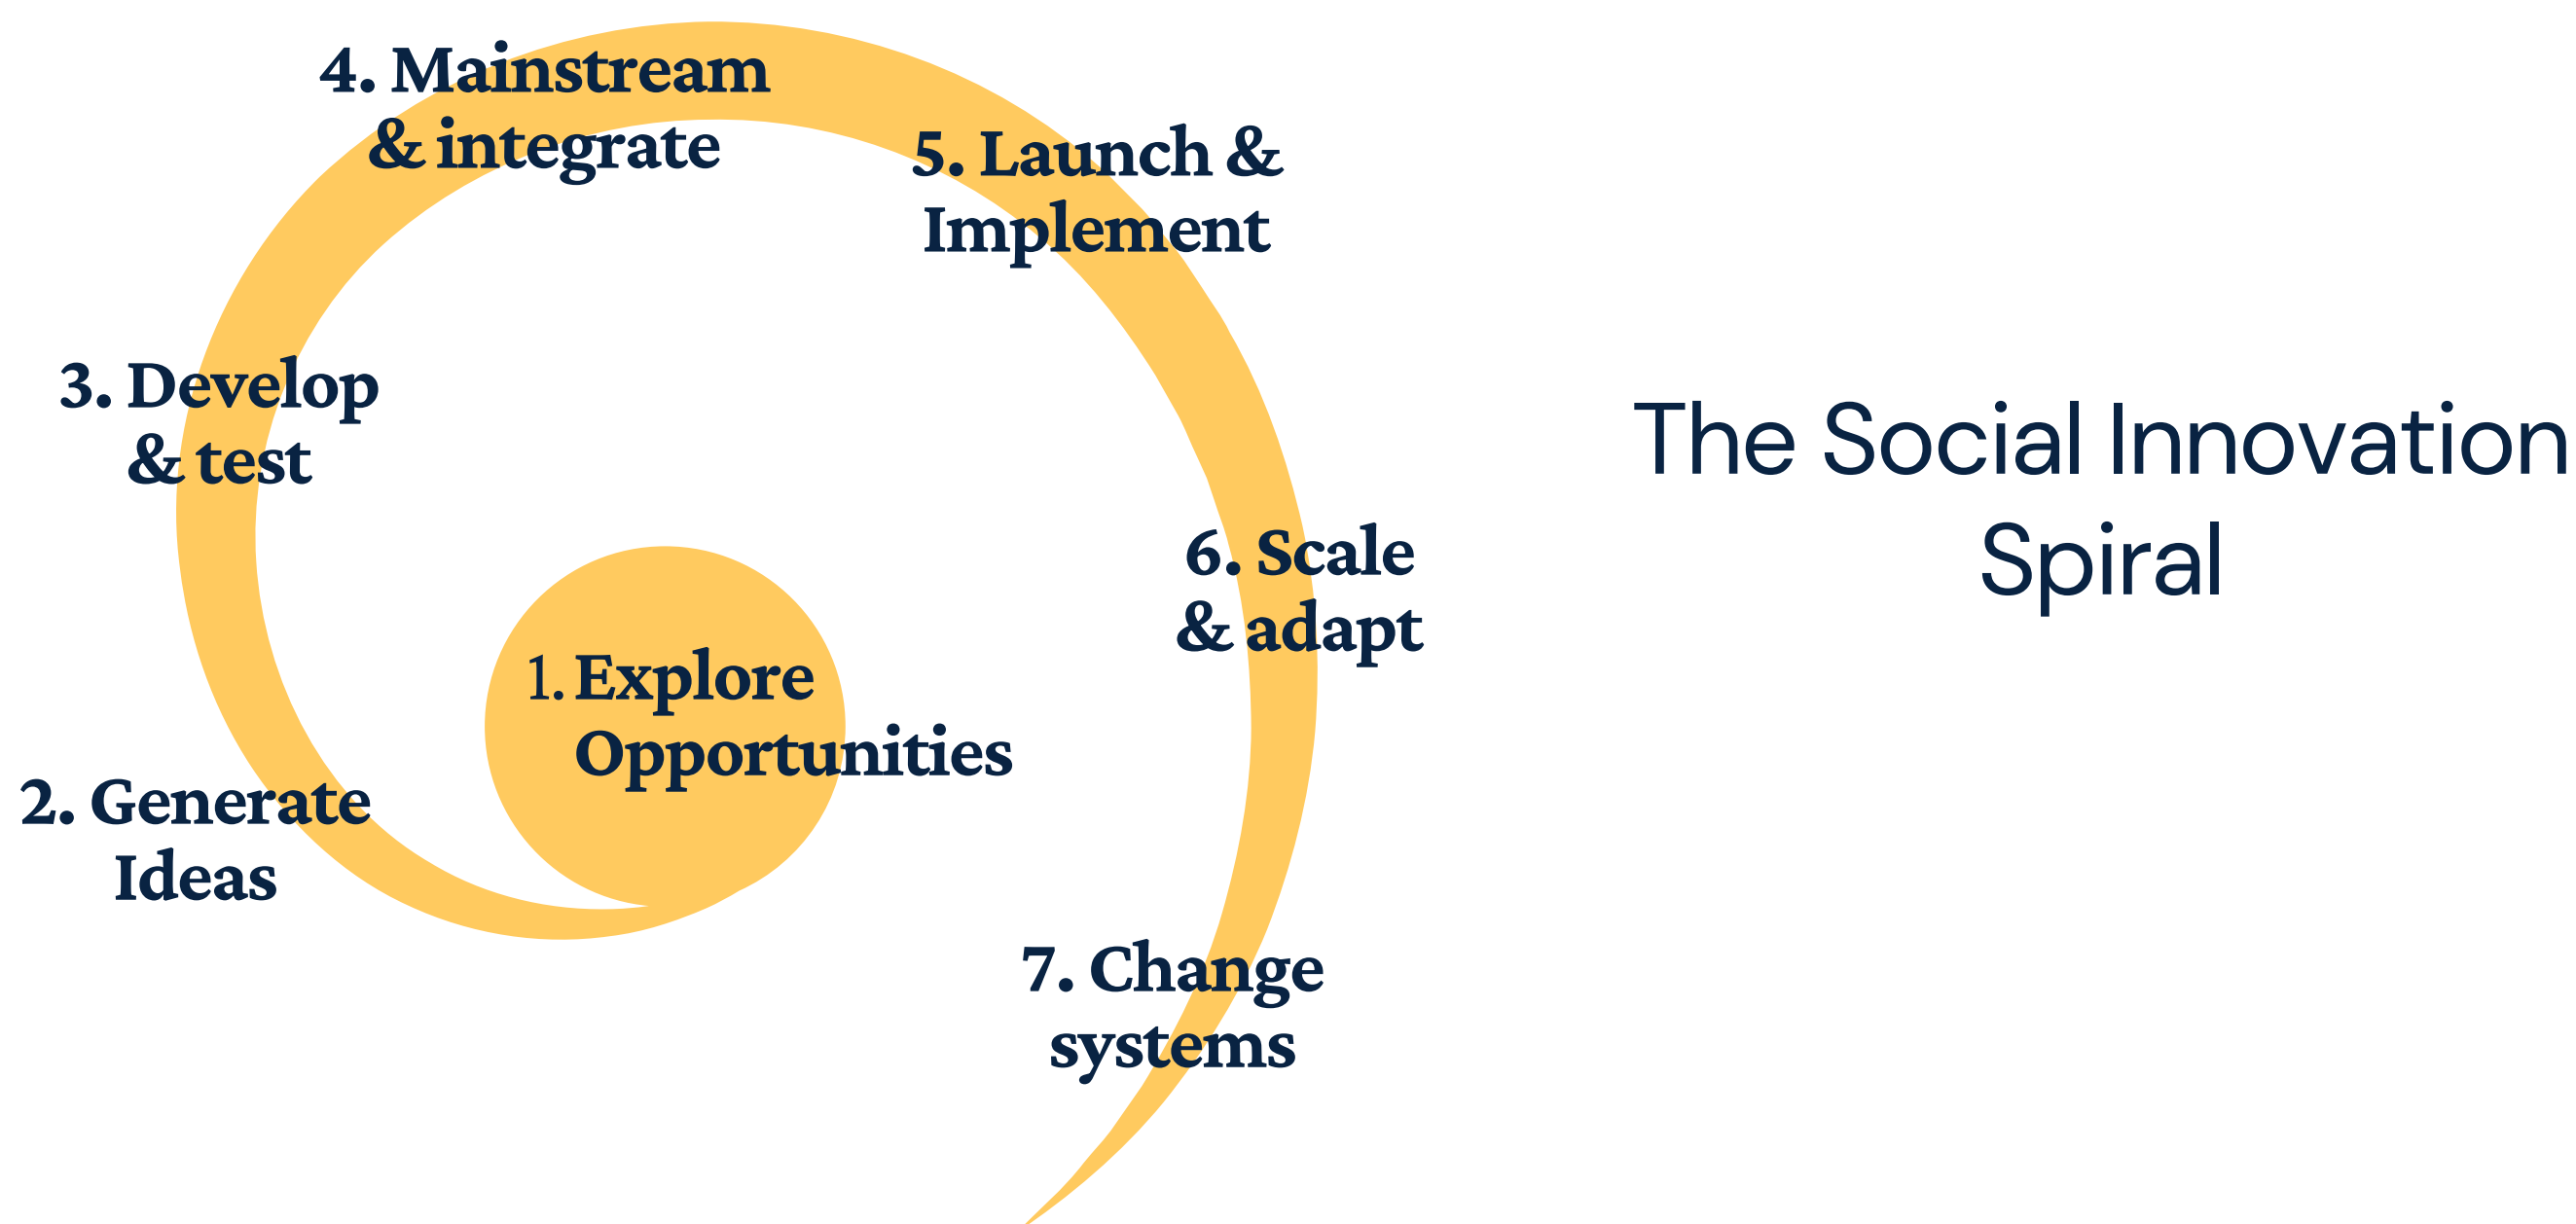 4. Mainstream
& integrate
5. Launch &
Implement
3. Develop
& test
The Social Innovation
Spiral
6. Scale
& adapt
1. Explore
Opportunities
2. Generate
Ideas
7. Change
systems